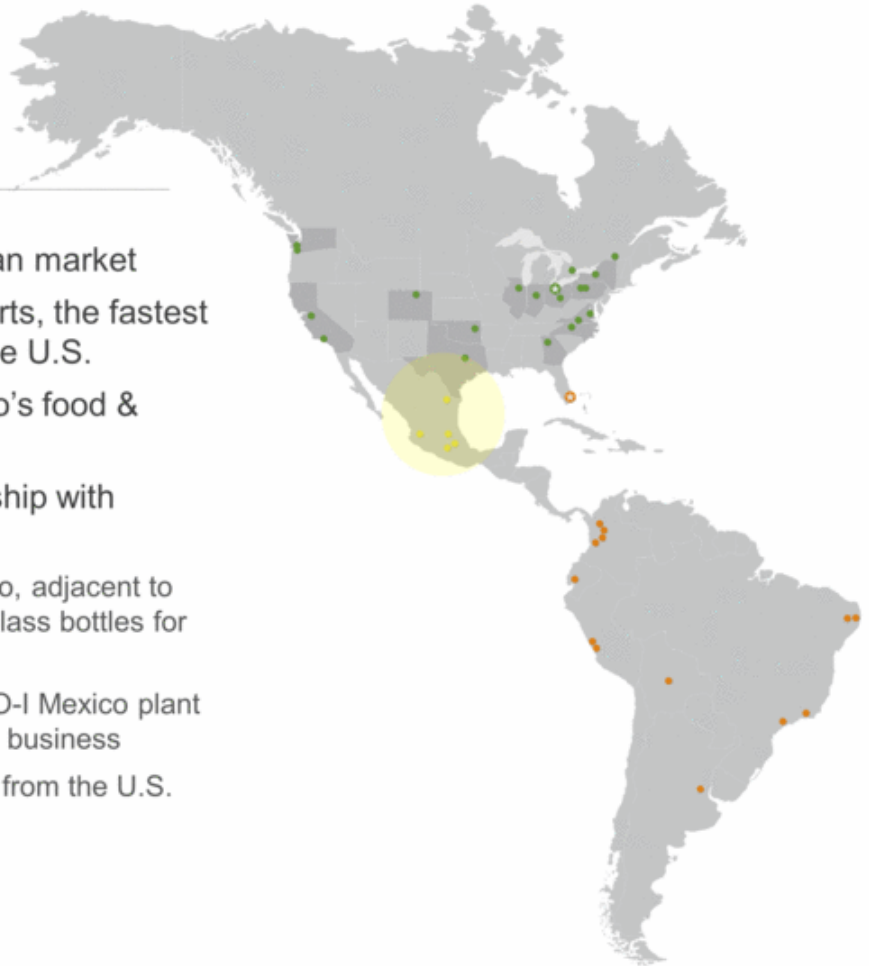 an market
rts, the fastest
e U.S.
o's food &
ship with
o, adjacent to
lass bottles for
O-I Mexico plant
business
from the U.S.